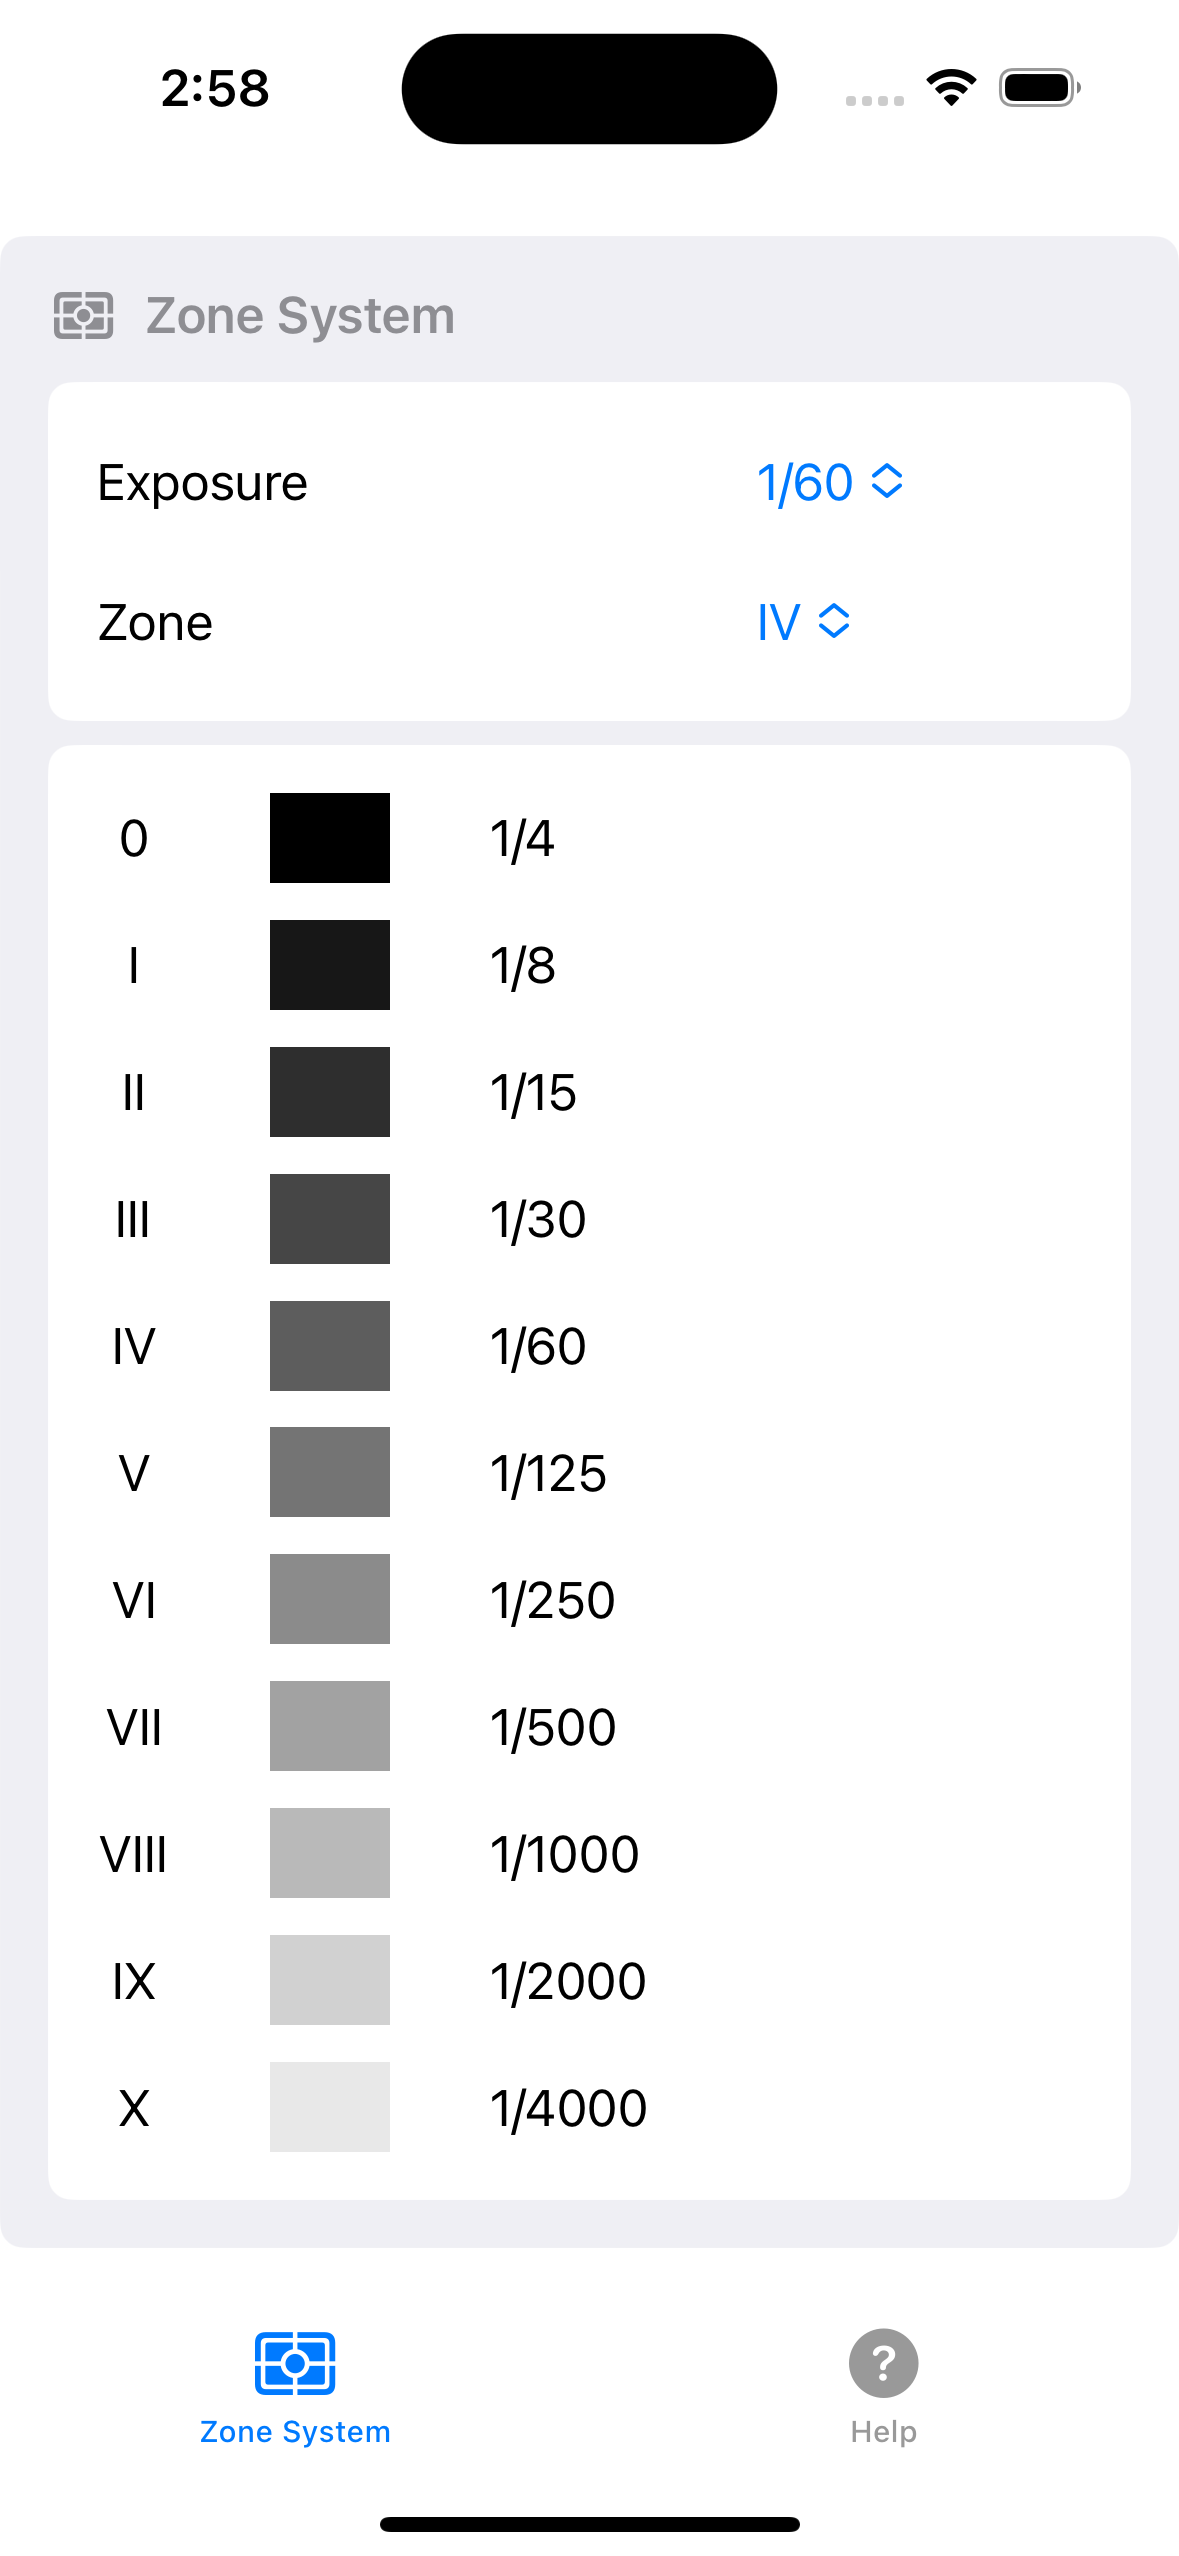 2:58
Zone System
Exposure 1/60
Zone IV
0 1/4
I 1/8
II 1/15
III 1/30
IV 1/60
V 1/125
VI 1/250
VII 1/500
VIII 1/1000
IX 1/2000
X 1/4000
Zone System Help